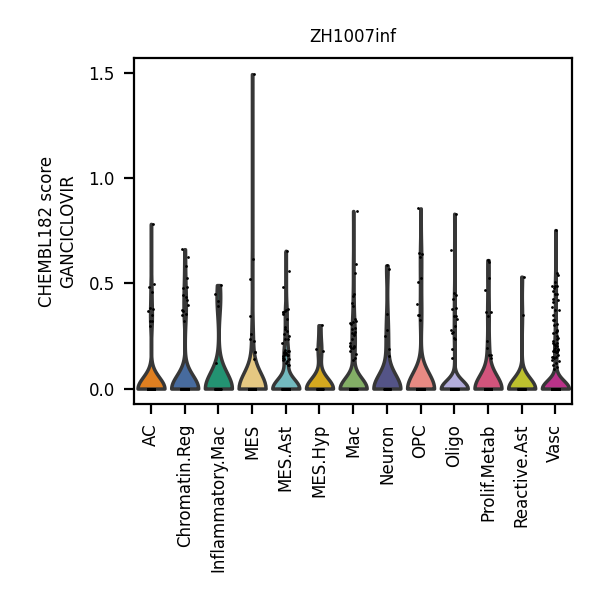 ZH1007inf
CHEMBL182 score
GANCICLOVIR
1.5
1.0
0.5
0.0
AC
Chromatin.Reg
Inflammatory.Mac
MES
MES.Ast
MES.Hyp
Mac
Neuron
OPC
Oligo
Prolif.Metab
Reactive.Ast
Vasc